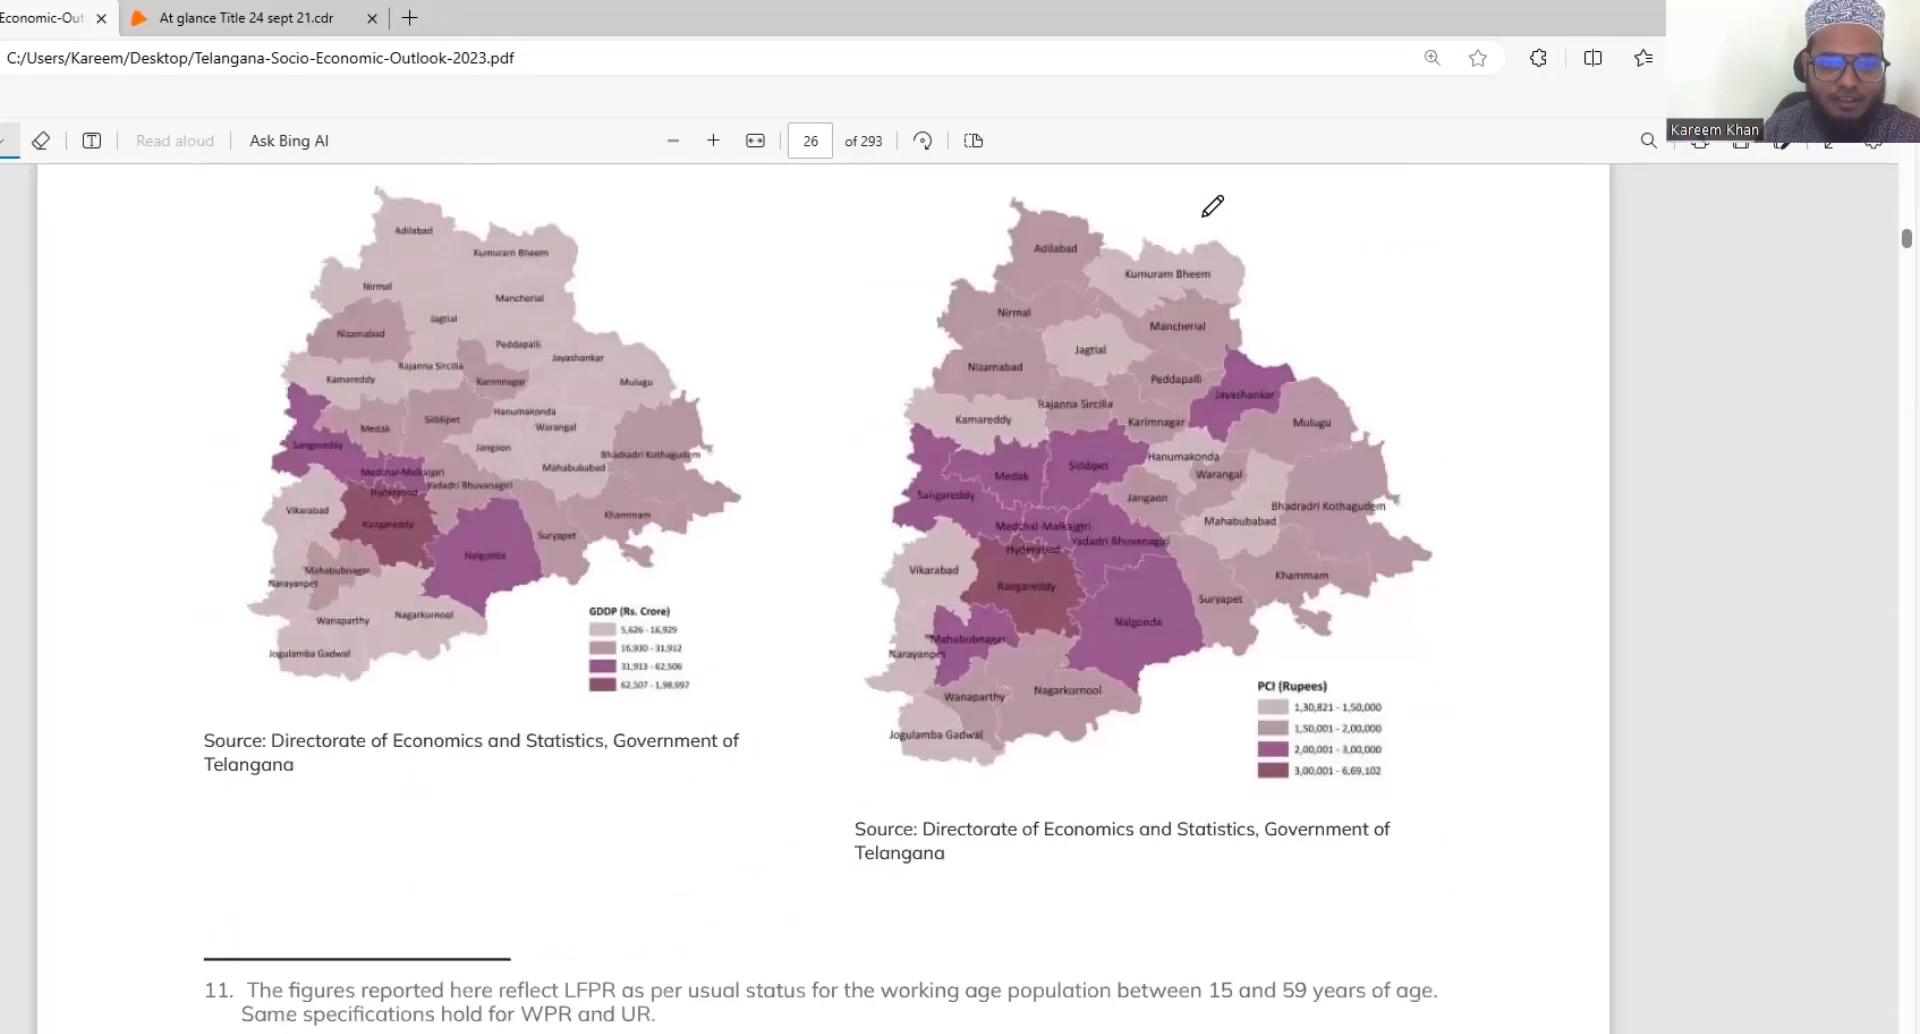 Economic-Out
At glance Title 24 sept 21.cdr
C:/Users/Kareem/Desktop/Telangana-Socio-Economic-Outlook-2023.pdf
Read aloud
Ask Bing AI
26
of 293
Kareem Khan
Adilabad
Kumuram Bheem
Nirmal
Mancherial
Jagtial
Nizamabad
Peddapalli
Jayashankar
Rajanna Sircilla
Kamareddy
Karimnagar
Mulugu
Hanumakonda
Siddipet
Medak
Warangal
Sangareddy
Jangaon
Bhadradri Kothagudem
Mahabubabad
Medchal-Malkajgiri
Yadadri Bhuvanagiri
Hyderabad
Vikarabad
Khammam
Rangareddy
Suryapet
Nalgonda
Mahabubnagar
Narayanpet
Wanaparthy
Nagarkurnool
Jogulamba Gadwal
GDDP (Rs. Crore)
5,626 - 16,929
16,930 - 31,912
31,913 - 62,506
62,507 - 1,98,997
Source: Directorate of Economics and Statistics, Government of
Telangana
Adilabad
Kumuram Bheem
Nirmal
Mancherial
Jagtial
Nizamabad
Peddapalli
Jayashankar
Rajanna Sircilla
Kamareddy
Karimnagar
Mulugu
Hanumakonda
Siddipet
Medak
Warangal
Sangareddy
Jangaon
Bhadradri Kothagudem
Mahabubabad
Medchal-Malkajgiri
Yadadri Bhuvanagiri
Hyderabad
Vikarabad
Khammam
Rangareddy
Suryapet
Nalgonda
Mahabubnagar
Narayanpet
Wanaparthy
Nagarkurnool
Jogulamba Gadwal
PCI (Rupees)
1,30,821 - 1,50,000
1,50,001 - 2,00,000
2,00,001 - 3,00,000
3,00,001 - 6,69,102
Source: Directorate of Economics and Statistics, Government of
Telangana
11. The figures reported here reflect LFPR as per usual status for the working age population between 15 and 59 years of age.
Same specifications hold for WPR and UR.